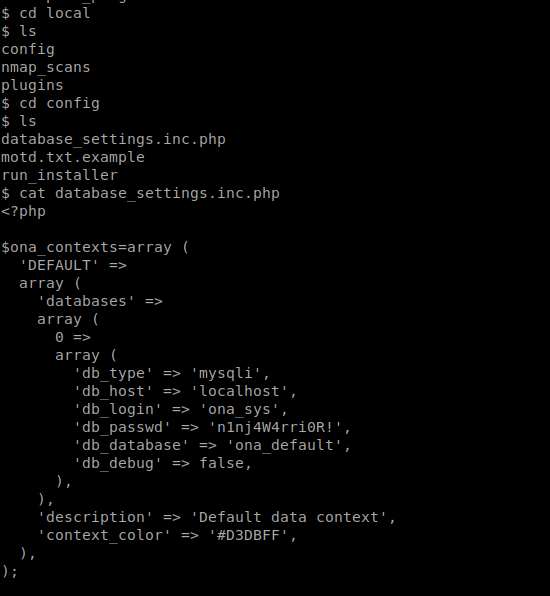 $ cd local
$ ls
config
nmap_scans
plugins
$ cd config
$ ls
database_settings.inc.php
motd.txt.example
run_installer
$ cat database_settings.inc.php
<?php

$ona_contexts=array (
  'DEFAULT' =>
  array (
    'databases' =>
    array (
      0 =>
      array (
        'db_type' => 'mysqli',
        'db_host' => 'localhost',
        'db_login' => 'ona_sys',
        'db_passwd' => 'n1nj4W4rri0R!',
        'db_database' => 'ona_default',
        'db_debug' => false,
      ),
    ),
    'description' => 'Default data context',
    'context_color' => '#D3DBFF',
  ),
);